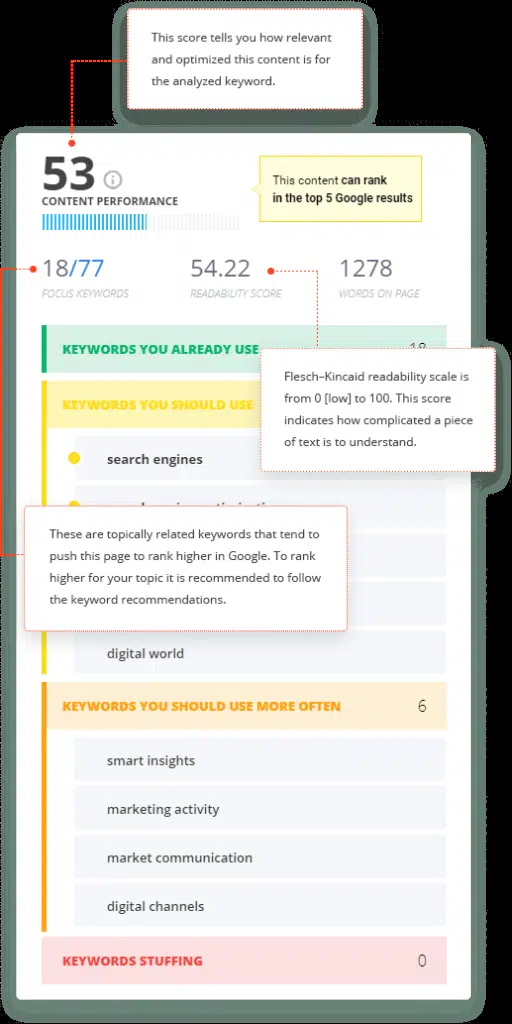 This score tells you how relevant
and optimized this content is for
the analyzed keyword.
53
CONTENT PERFORMANCE
This content can rank
in the top 5 Google results
18/77
FOCUS KEYWORDS
54.22
READABILITY SCORE
1278
WORDS ON PAGE
KEYWORDS YOU ALREADY USE
Flesch–Kincaid readability scale is
from 0 [low] to 100. This score
indicates how complicated a piece
of text is to understand.
KEYWORDS YOU SHOULD USE
search engines
These are topically related keywords that tend to
push this page to rank higher in Google. To rank
higher for your topic it is recommended to follow
the keyword recommendations.
digital world
KEYWORDS YOU SHOULD USE MORE OFTEN 6
smart insights
marketing activity
market communication
digital channels
KEYWORDS STUFFING 0